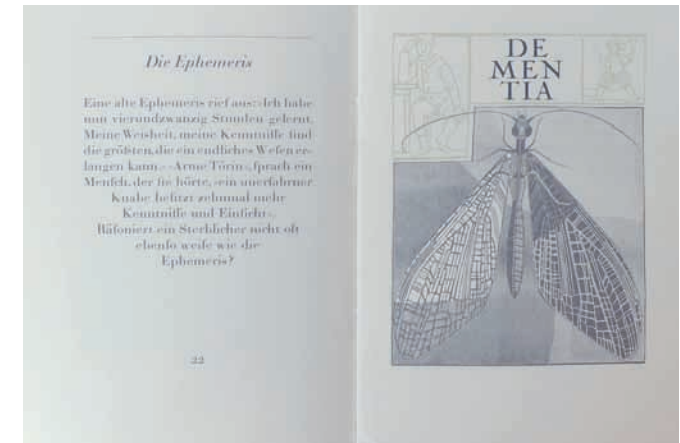 Die Ephemeris
Eine alte Ephemeris rief aus: »Ich habe
nun vierundzwanzig Stunden gelernt.
Meine Weisheit, meine Kenntniſſe ſind
die größten, die ein endliches Weſen er-
langen kann.« »Arme Törin«, ſprach ein
Menſch, der ſie hörte, »ein unerfahrner
Knabe beſitzt zehnmal mehr
Kenntniſſe und Einſicht«.
Räſoniert ein Sterblicher nicht oft
ebenſo weiſe wie die
Ephemeris?
22
DE
MEN
TIA